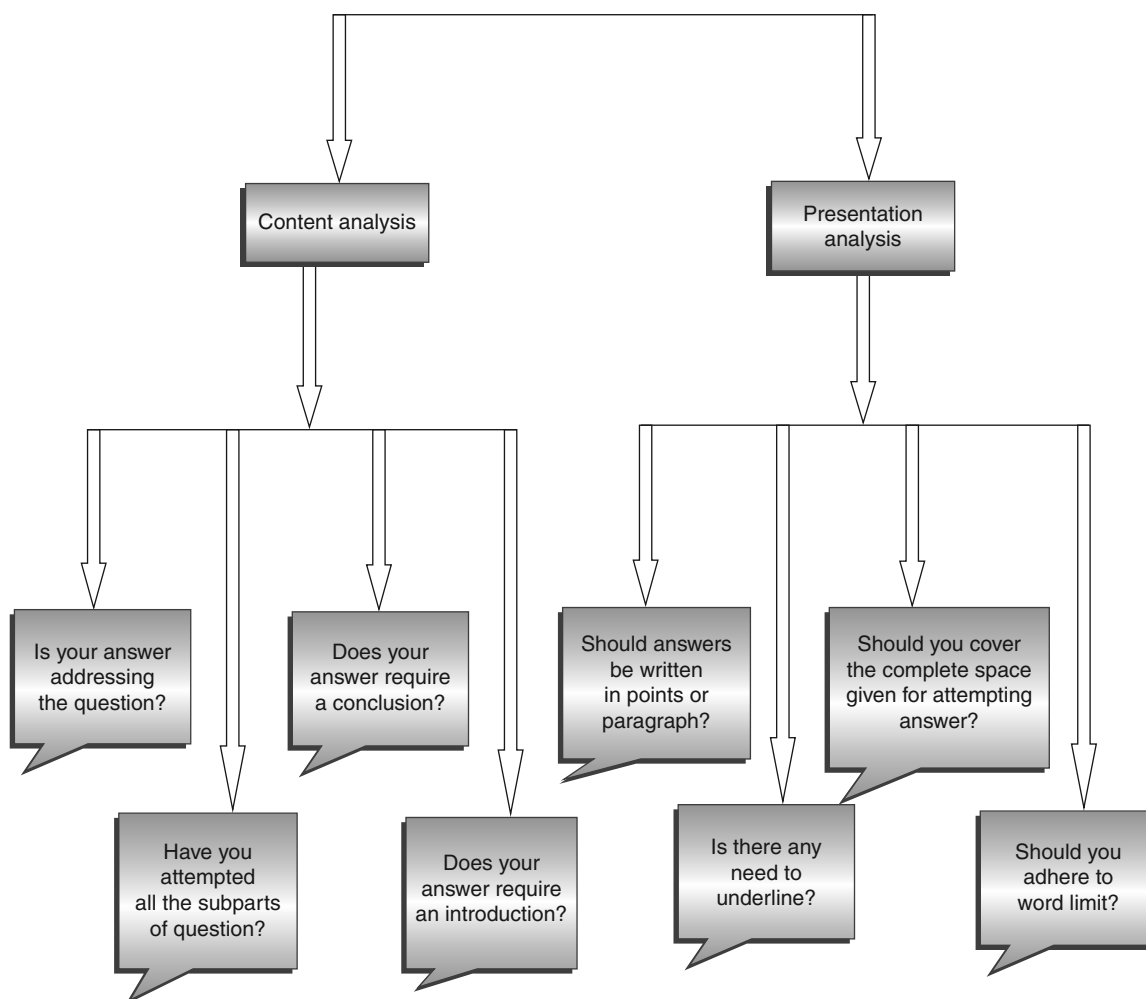 Content analysis
Presentation
analysis
Is your answer
addressing
the question?
Does your
answer require
a conclusion?
Should answers
be written
in points or
paragraph?
Should you cover
the complete space
given for attempting
answer?
Have you
attempted
all the subparts
of question?
Does your
answer require
an introduction?
Is there any
need to
underline?
Should you
adhere to
word limit?